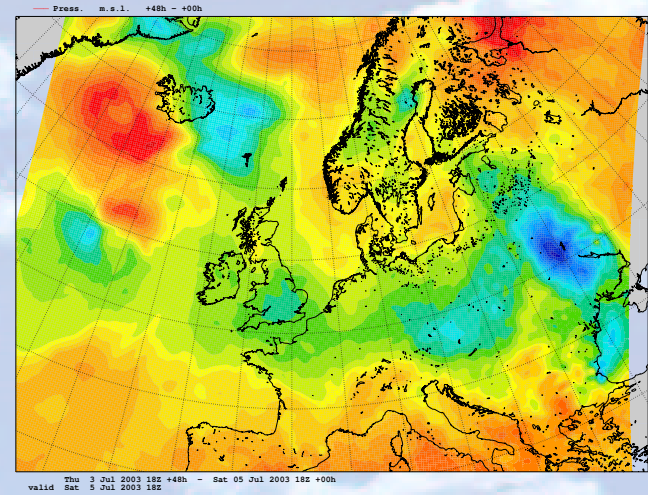 Press. m.s.l. +48h - +00h
Thu 3 Jul 2003 18Z +48h - Sat 05 Jul 2003 18Z +00h
valid Sat 5 Jul 2003 18Z